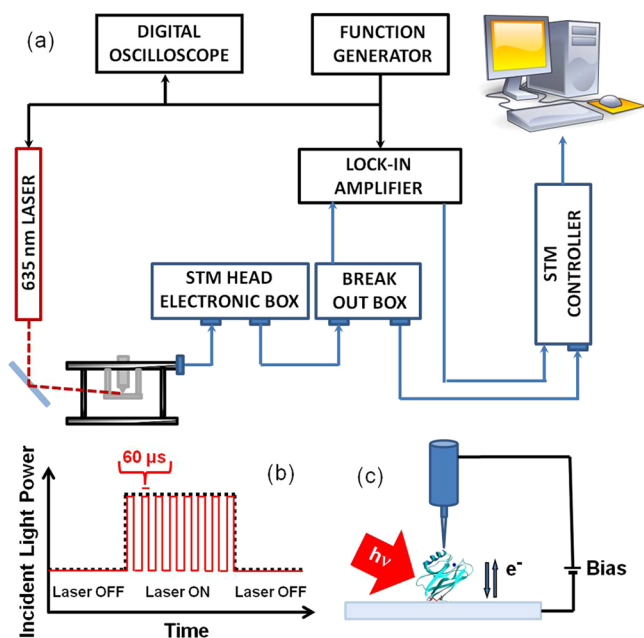 (a)
DIGITAL
OSCILLOSCOPE
FUNCTION
GENERATOR
635 nm LASER
LOCK-IN
AMPLIFIER
STM HEAD
ELECTRONIC BOX
BREAK
OUT BOX
STM
CONTROLLER
(b)
60 µs
Incident Light Power
Laser OFF
Laser ON
Laser OFF
Time
(c)
hν
e-
Bias